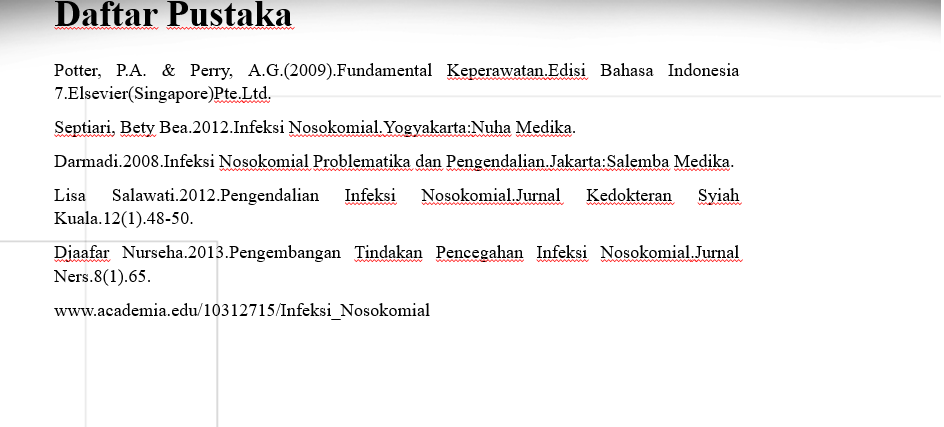 Daftar Pustaka
Potter, P.A. & Perry, A.G.(2009).Fundamental Keperawatan.Edisi Bahasa Indonesia
7.Elsevier(Singapore)Pte.Ltd.
Septiari, Bety Bea.2012.Infeksi Nosokomial.Yogyakarta:Nuha Medika.
Darmadi.2008.Infeksi Nosokomial Problematika dan Pengendalian.Jakarta:Salemba Medika.
Lisa Salawati.2012.Pengendalian Infeksi Nosokomial.Jurnal Kedokteran Syiah
Kuala.12(1).48-50.
Djaafar Nurseha.2013.Pengembangan Tindakan Pencegahan Infeksi Nosokomial.Jurnal
Ners.8(1).65.
www.academia.edu/10312715/Infeksi_Nosokomial